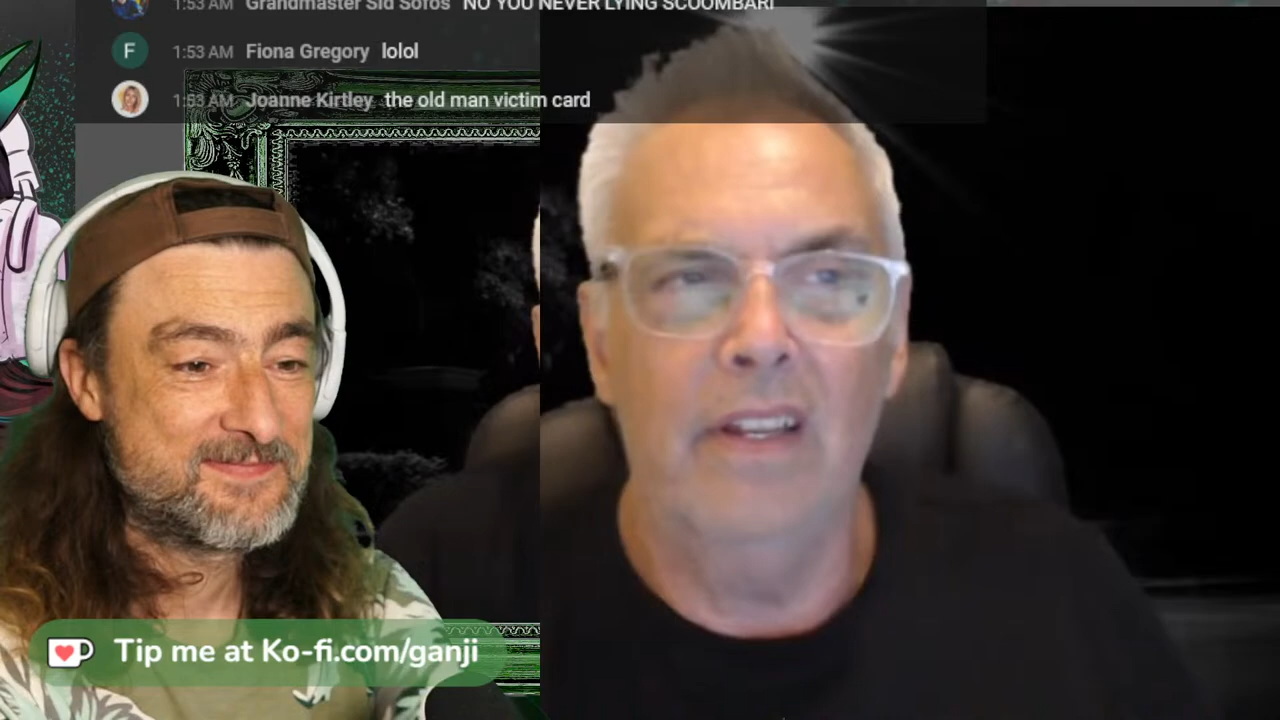 1:53 AM Grandmaster Sid Sofos NO YOU NEVER LYING SCOOMBARI
F 1:53 AM Fiona Gregory lolol
1:53 AM Joanne Kirtley the old man victim card
Tip me at Ko-fi.com/ganji